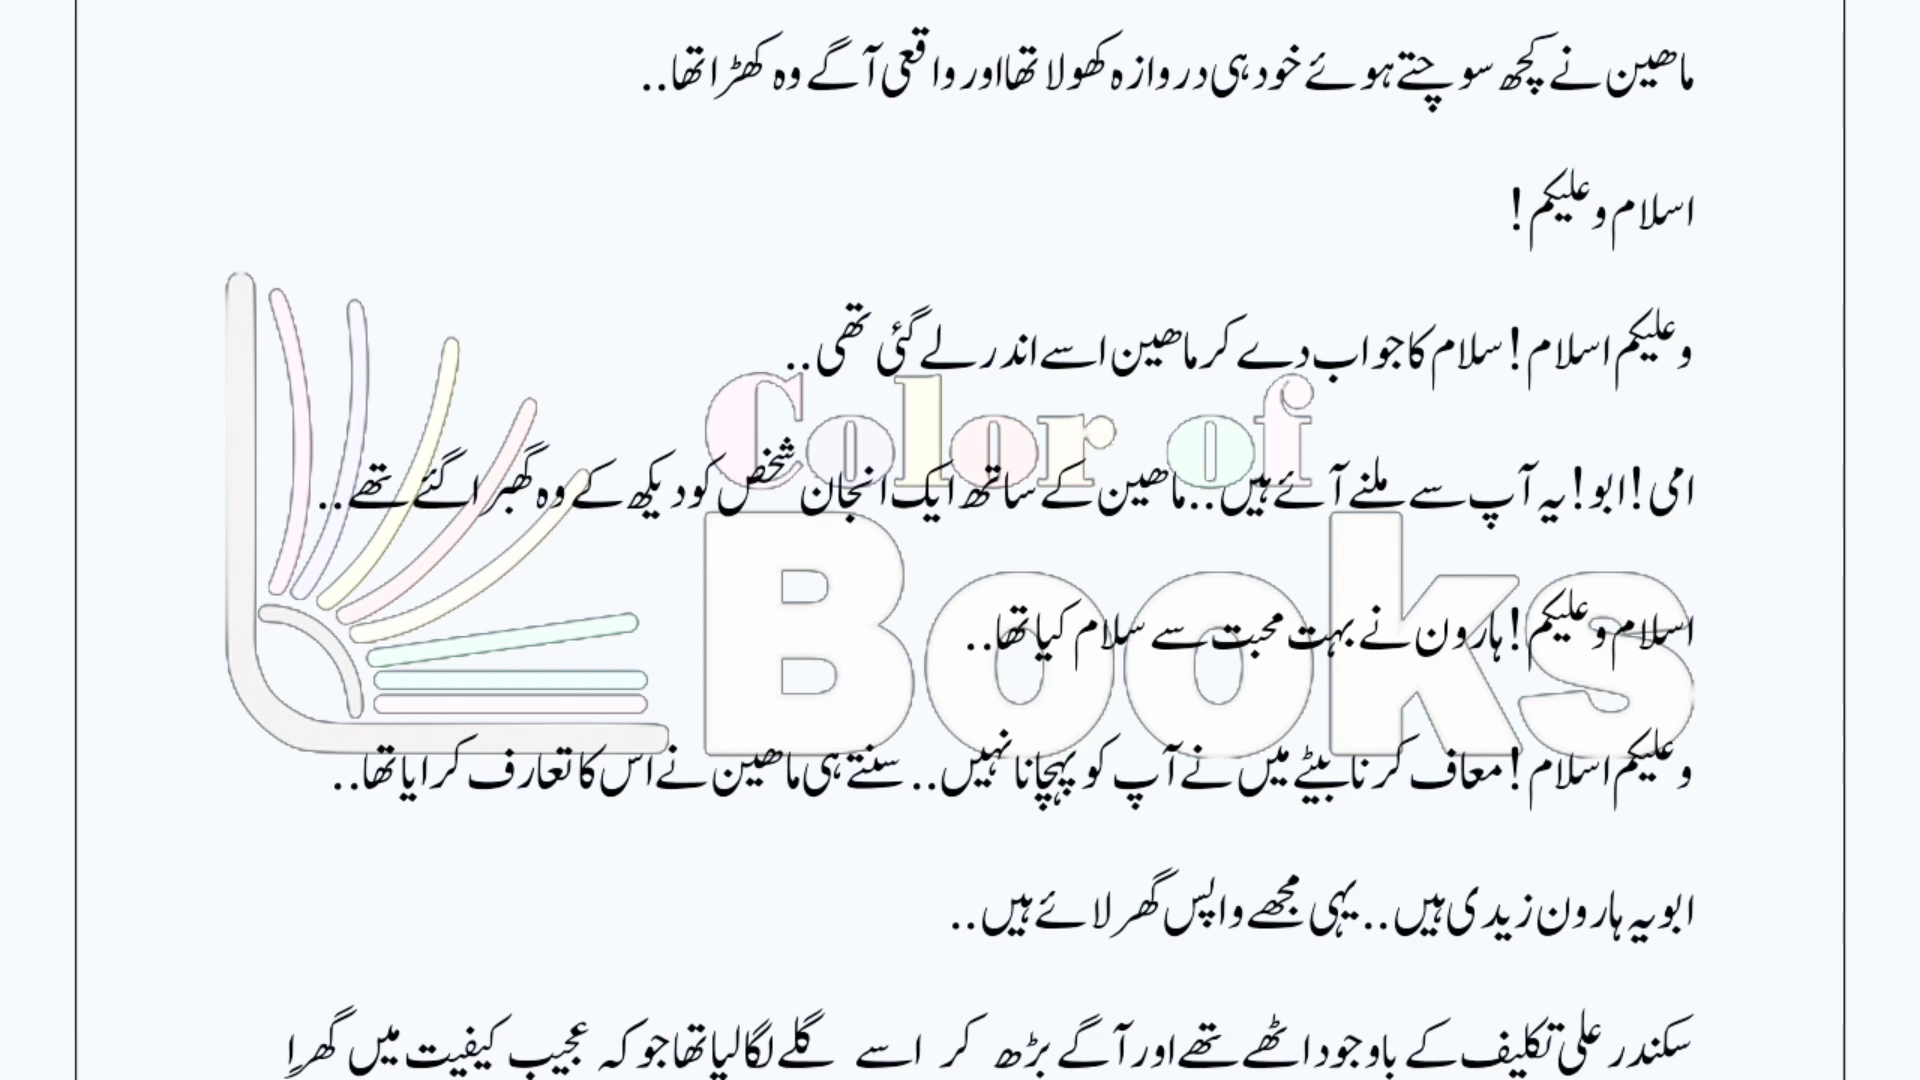 ماھین نے کچھ سوچتے ہوئے خود ہی دروازہ کھولا تھا اور واقعی آگے وہ کھڑا تھا..
اسلام و علیکم!
و علیکم اسلام! سلام کا جواب دے کر ماھین اسے اندر لے گئی تھی..
Color of
امی! ابو! یہ آپ سے ملنے آئے ہیں.. ماھین کے ساتھ ایک انجان شخص کو دیکھ کے وہ گھبرا گئے تھے..
Books
اسلام و علیکم! ہارون نے بہت محبت سے سلام کیا تھا..
و علیکم اسلام! معاف کرنا بیٹے میں نے آپ کو پہچانا نہیں.. سنتے ہی ماھین نے اس کا تعارف کرایا تھا..
ابو یہ ہارون زیدی ہیں.. یہی مجھے واپس گھر لائے ہیں..
سکندر علی تکلیف کے باوجود اٹھے تھے اور آگے بڑھ کر اسے گلے لگا لیا تھا جو کہ عجیب کیفیت میں گھرا